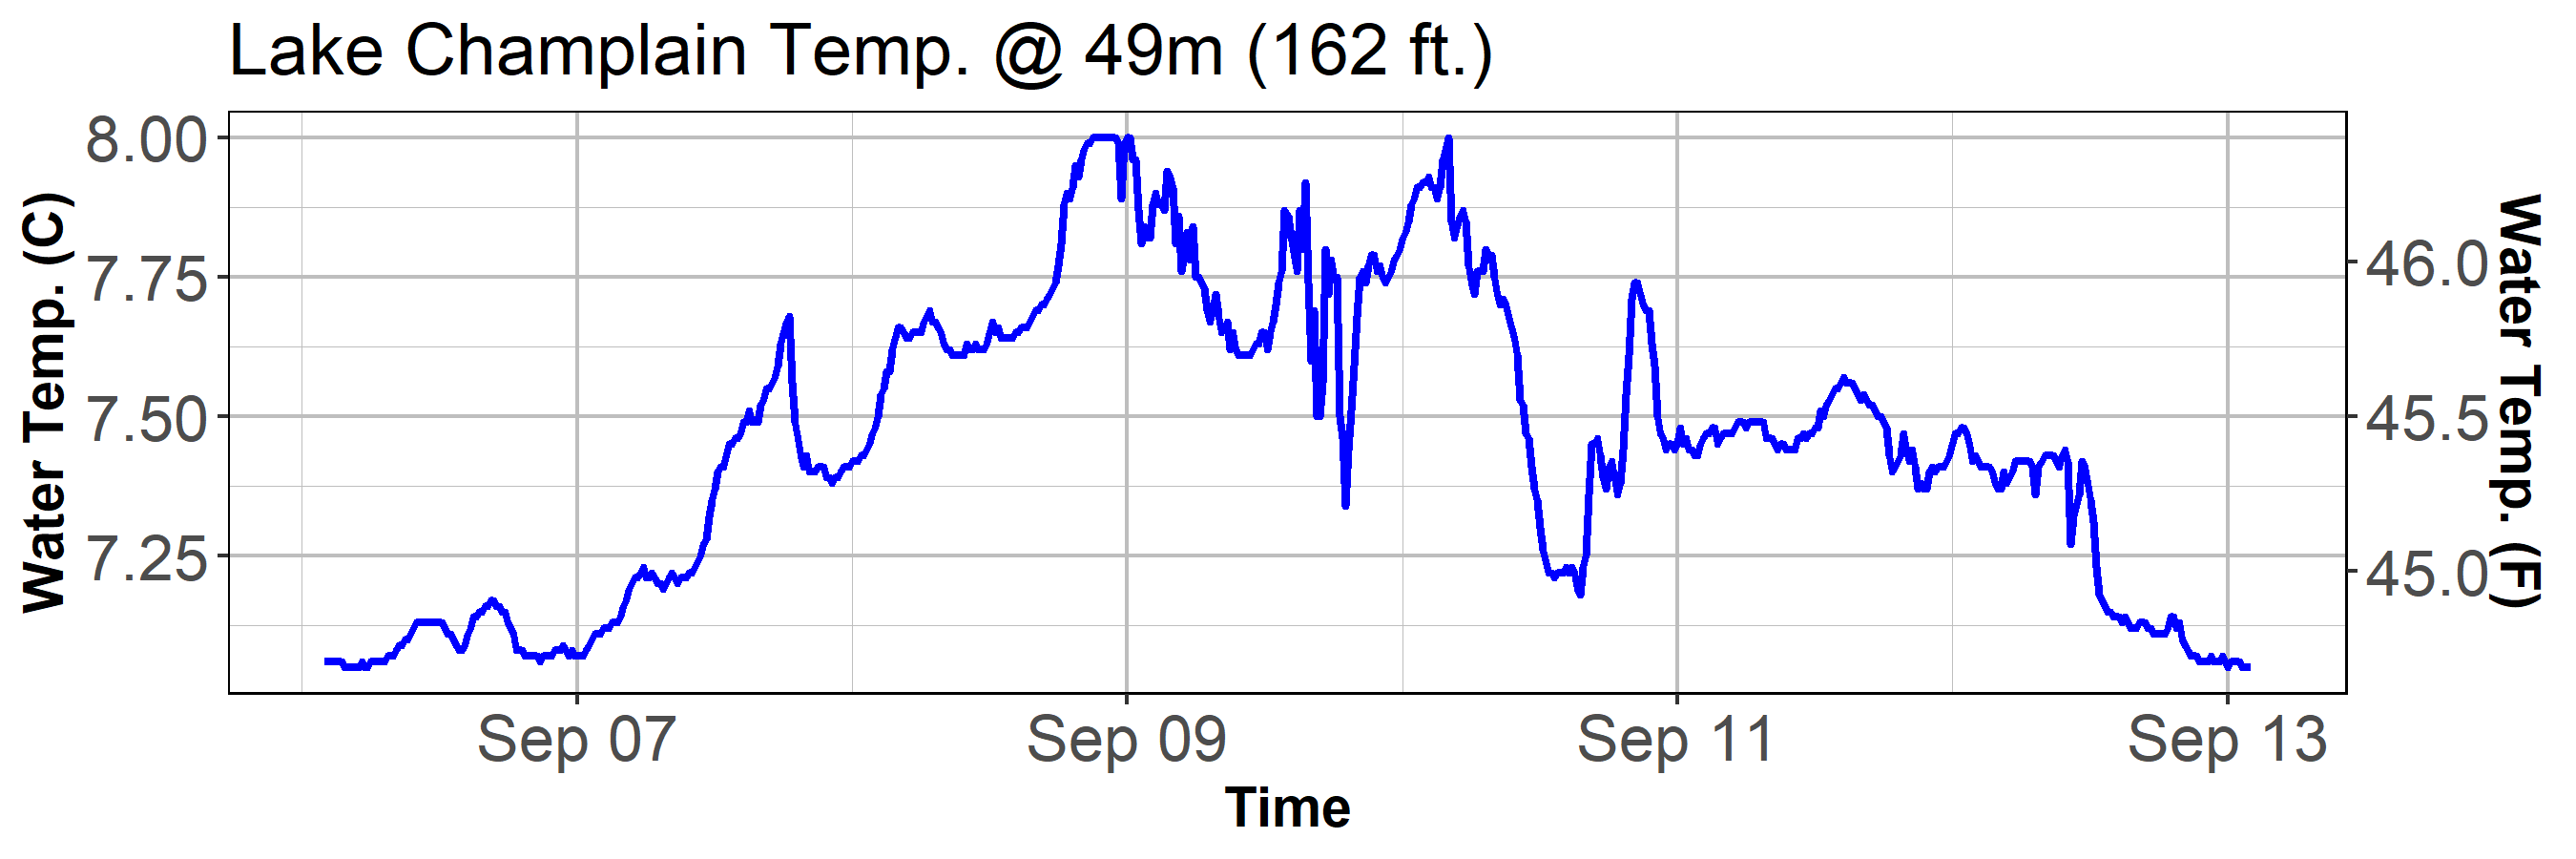 Lake Champlain Temp. @ 49m (162 ft.)
Water Temp. (C)
8.00
7.75
7.50
7.25
46.0
45.5
45.0
Water Temp. (F)
Sep 07
Sep 09
Sep 11
Sep 13
Time